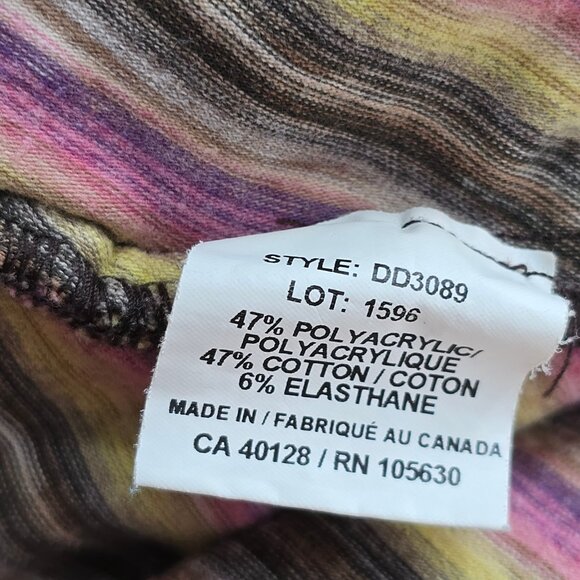 STYLE: DD3089
LOT: 1596
47% POLYACRYLIC/
POLYACRYLIQUE
47% COTTON / COTON
6% ELASTHANE
MADE IN / FABRIQUÉ AU CANADA
CA 40128 / RN 105630